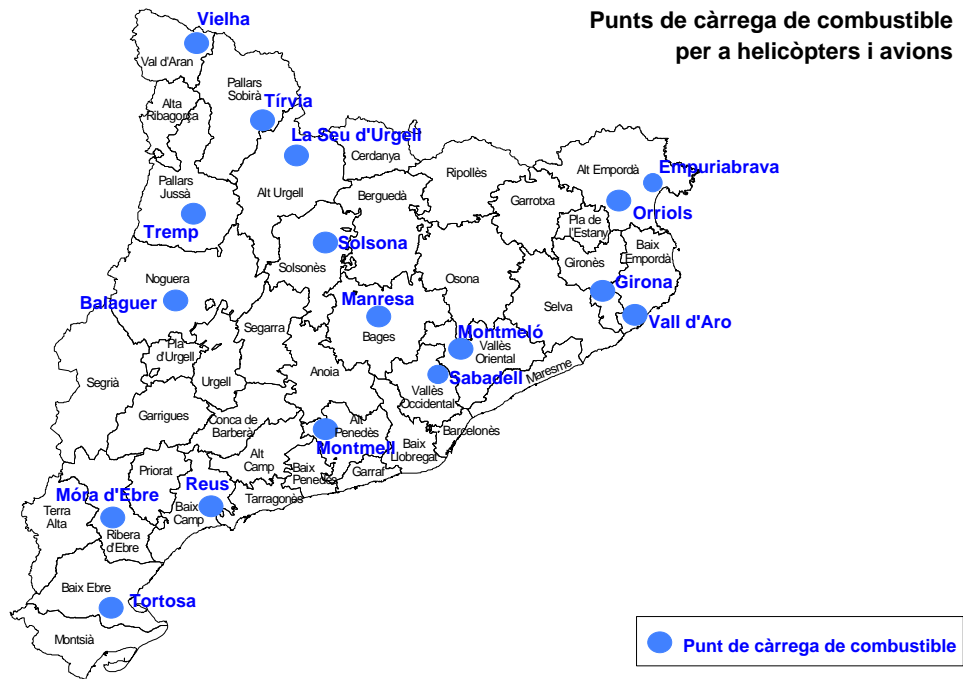 Punts de càrrega de combustible
per a helicòpters i avions
Vielha
Val d'Aran
Pallars
Sobirà
Alta
Ribagorça
Tírvia
La Seu d'Urgell
Cerdanya
Ripollès
Alt Empordà
Empuriabrava
Pallars
Jussà
Alt Urgell
Berguedà
Garrotxa
Orriols
Tremp
Pla de
l'Estany
Solsona
Solsonès
Baix
Empordà
Gironès
Noguera
Osona
Girona
Balaguer
Manresa
Selva
Vall d'Aro
Segarra
Bages
Montmeló
Vallès
Oriental
Pla
d'Urgell
Anoia
Maresme
Segrià
Urgell
Sabadell
Vallès
Occidental
Garrigues
Conca de
Barberà
Alt
Penedès
Barcelonès
Montmell
Baix
Llobregat
Alt
Camp
Baix
Penedès
Garraf
Priorat
Reus
Tarragonès
Móra d'Ebre
Terra
Alta
Baix
Camp
Ribera
d'Ebre
Baix Ebre
Tortosa
Montsià
Punt de càrrega de combustible